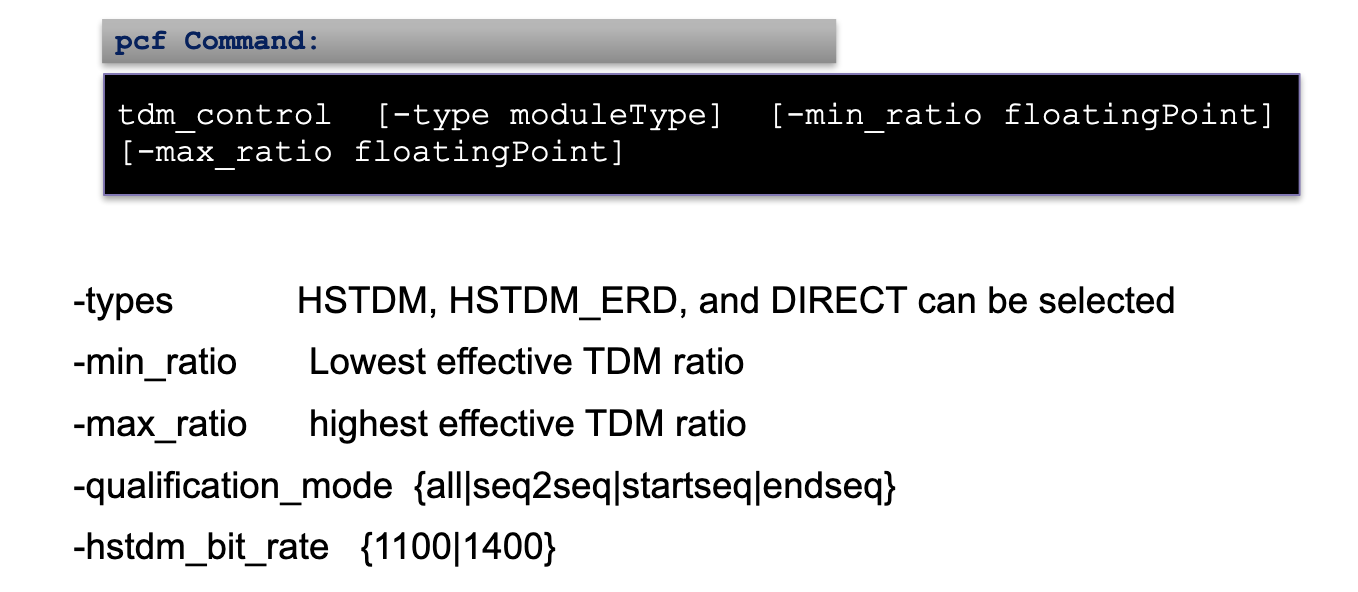 pcf Command:
tdm_control [-type moduleType] [-min_ratio floatingPoint]
[-max_ratio floatingPoint]
-types HSTDM, HSTDM_ERD, and DIRECT can be selected
-min_ratio Lowest effective TDM ratio
-max_ratio highest effective TDM ratio
-qualification_mode {all|seq2seq|startseq|endseq}
-hstdm_bit_rate {1100|1400}